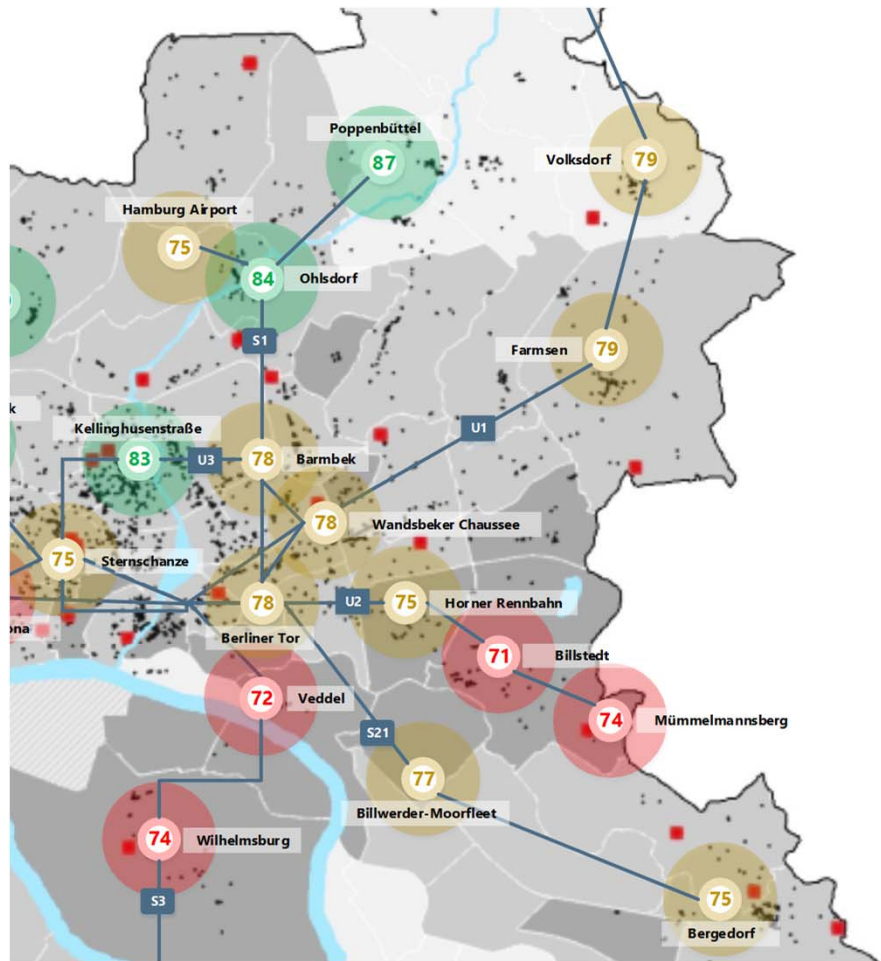 Poppenbüttel
87
Volksdorf
79
Hamburg Airport
75
84
Ohlsdorf
S1
Farmsen
79
k
U1
Kellinghusenstraße
83
U3
78
Barmbek
78
Wandsbeker Chaussee
75
Sternschanze
78
U2
75
Horner Rennbahn
ona
Berliner Tor
71
Billstedt
72
Veddel
74
Mümmelmannsberg
S21
77
Billwerder-Moorfleet
74
Wilhelmsburg
S3
75
Bergedorf